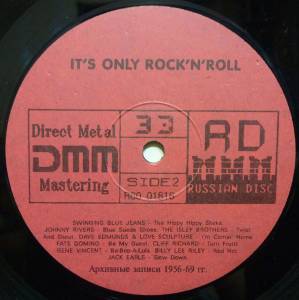 IT'S ONLY ROCK'N'ROLL
Direct Metal
DMM
Mastering
33
SIDE 2
R60 01815
RD
RUSSIAN DISC
SWINGING BLUE JEANS - The Hippy Hippy Shake
JOHNNY RIVERS - Blue Suede Shoes. THE ISLEY BROTHERS - Twist
And Shout. DAVE EDMUNDS & LOVE SCULPTURE - I'm Comin' Home
FATS DOMINO - Be My Guest. CLIFF RICHARD - Tutti Frutti
GENE VINCENT - Be-Bop-A-Lula. BILLY LEE RILEY - Red Hot
JACK EARLS - Slow Down
Архивные записи 1956-69 гг.